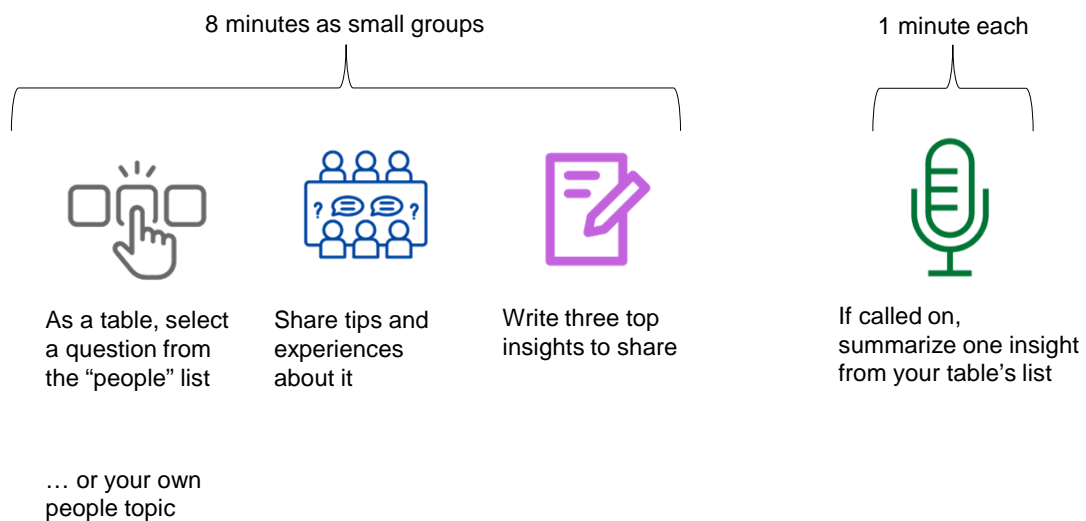 8 minutes as small groups
1 minute each
? ?
As a table, select
a question from
the “people” list
Share tips and
experiences
about it
Write three top
insights to share
If called on,
summarize one insight
from your table’s list
… or your own
people topic